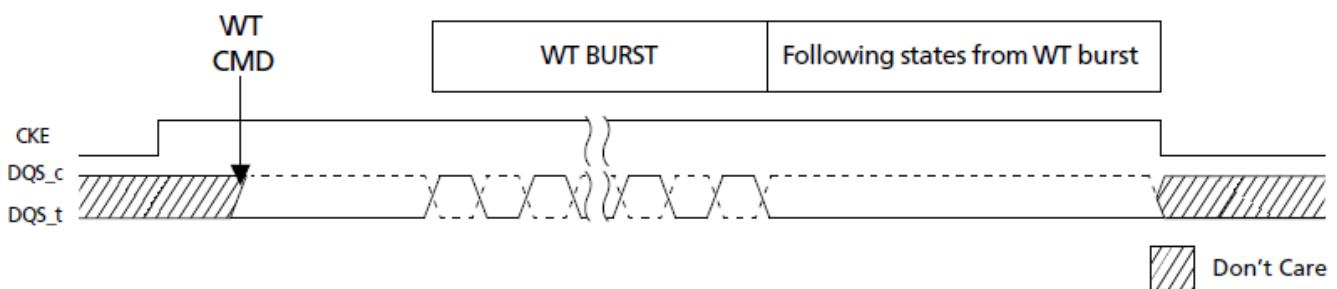 WT
CMD
WT BURST
Following states from WT burst
CKE
DQS_c
DQS_t
Don't Care